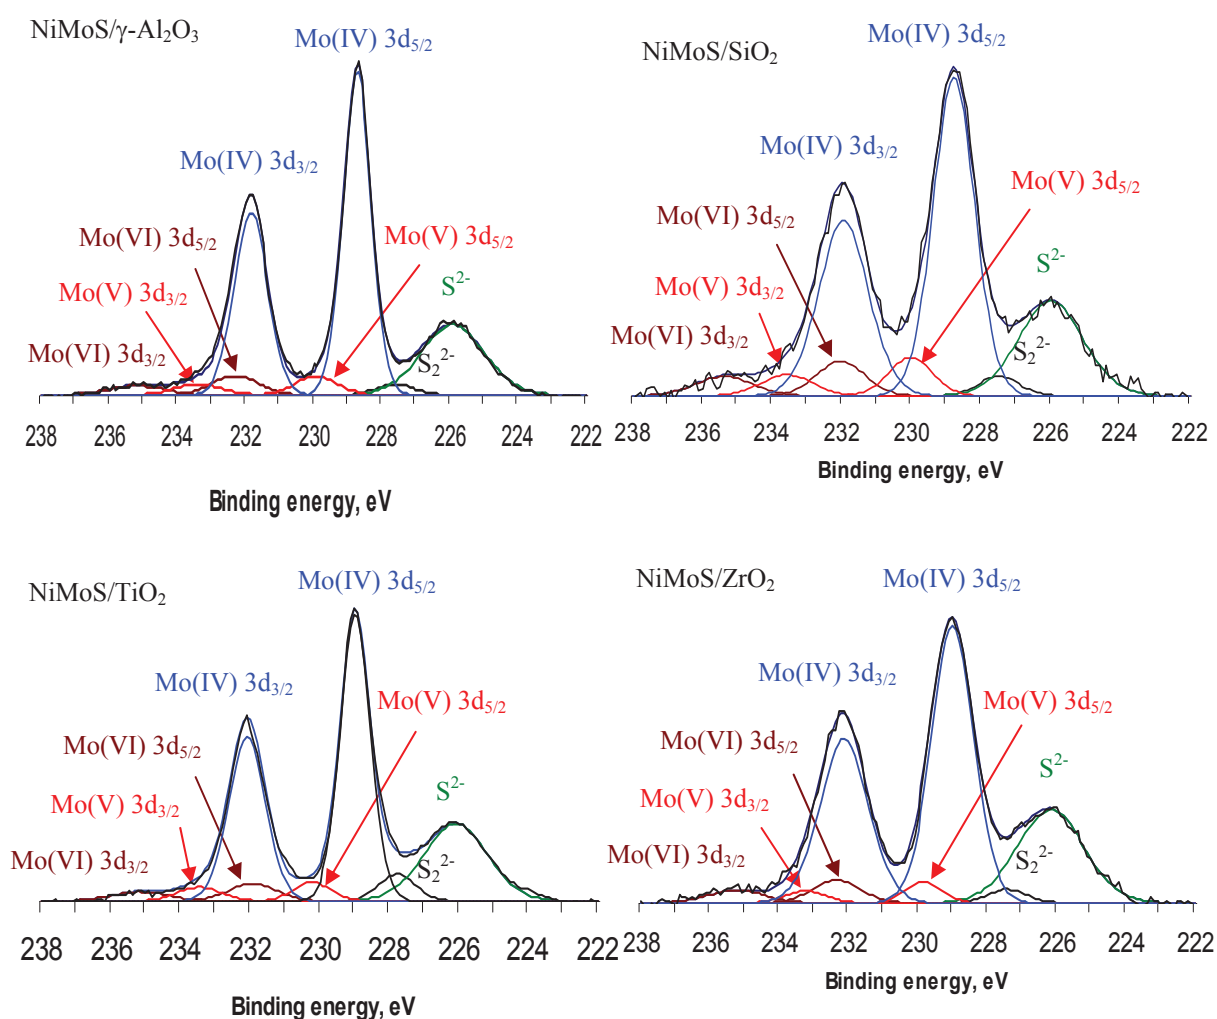 NiMoS/γ-Al₂O₃
Mo(IV) 3d₅/₂
Mo(IV) 3d₃/₂
Mo(VI) 3d₅/₂
Mo(V) 3d₅/₂
Mo(V) 3d₃/₂
S²⁻
Mo(VI) 3d₃/₂
S₂²⁻
238 236 234 232 230 228 226 224 222
Binding energy, eV
NiMoS/SiO₂
Mo(IV) 3d₅/₂
Mo(IV) 3d₃/₂
Mo(V) 3d₅/₂
Mo(VI) 3d₅/₂
S²⁻
Mo(V) 3d₃/₂
Mo(VI) 3d₃/₂
S₂²⁻
238 236 234 232 230 228 226 224 222
Binding energy, eV
NiMoS/TiO₂
Mo(IV) 3d₅/₂
Mo(IV) 3d₃/₂
Mo(V) 3d₅/₂
Mo(VI) 3d₅/₂
S²⁻
Mo(V) 3d₃/₂
Mo(VI) 3d₃/₂
S₂²⁻
238 236 234 232 230 228 226 224 222
Binding energy, eV
NiMoS/ZrO₂
Mo(IV) 3d₅/₂
Mo(IV) 3d₃/₂
Mo(V) 3d₅/₂
Mo(VI) 3d₅/₂
S²⁻
Mo(V) 3d₃/₂
Mo(VI) 3d₃/₂
S₂²⁻
238 236 234 232 230 228 226 224 222
Binding energy, eV